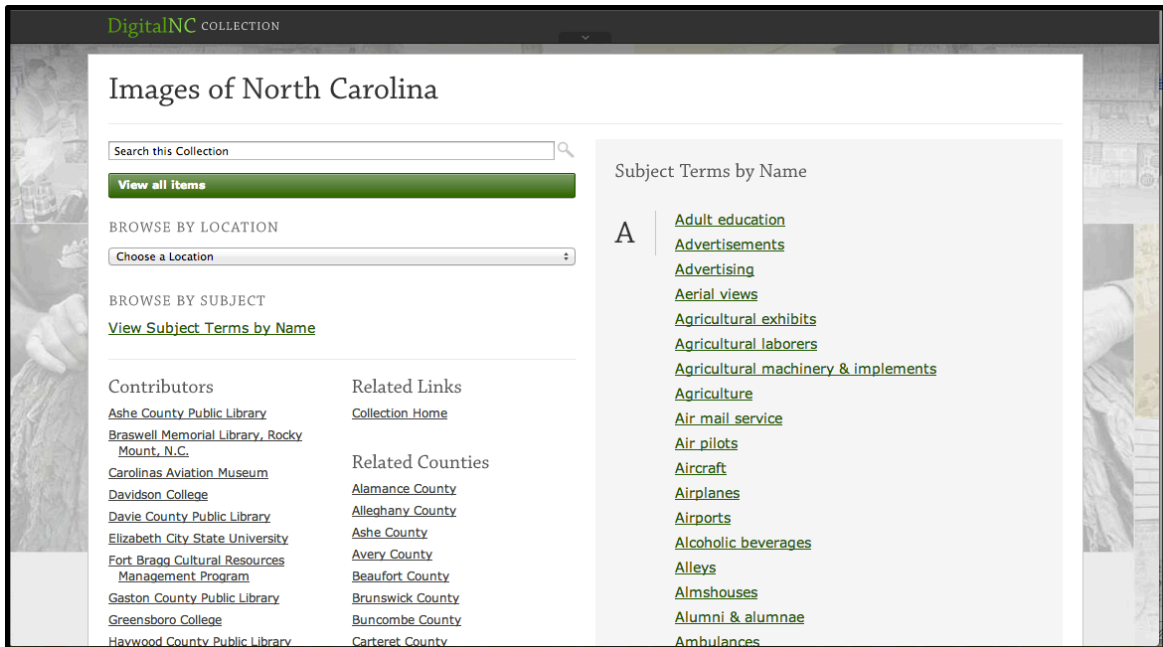 DigitalNC COLLECTION
Images of North Carolina
Search this Collection
View all items
BROWSE BY LOCATION
Choose a Location
BROWSE BY SUBJECT
View Subject Terms by Name
Contributors
Ashe County Public Library
Braswell Memorial Library, Rocky
Mount, N.C.
Carolinas Aviation Museum
Davidson College
Davie County Public Library
Elizabeth City State University
Fort Bragg Cultural Resources
Management Program
Gaston County Public Library
Greensboro College
Haywood County Public Library
Related Links
Collection Home
Related Counties
Alamance County
Alleghany County
Ashe County
Avery County
Beaufort County
Brunswick County
Buncombe County
Carteret County
Subject Terms by Name
A
Adult education
Advertisements
Advertising
Aerial views
Agricultural exhibits
Agricultural laborers
Agricultural machinery & implements
Agriculture
Air mail service
Air pilots
Aircraft
Airplanes
Airports
Alcoholic beverages
Alleys
Almshouses
Alumni & alumnae
Ambulances